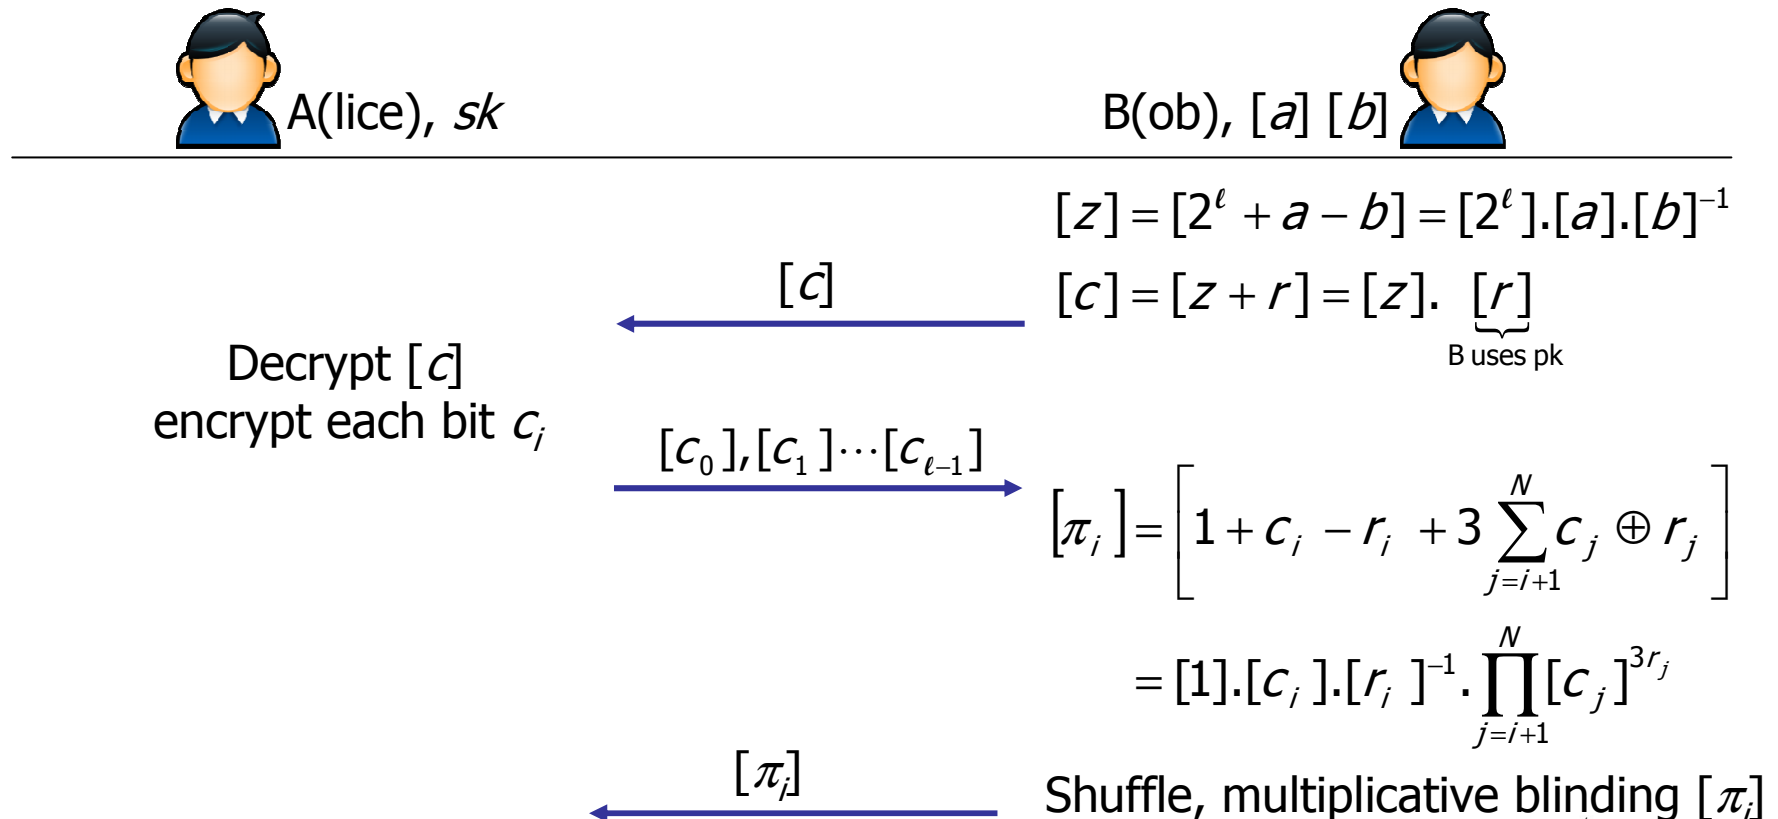 A(lice), sk
B(ob), [a] [b]
[z] = [2^ℓ + a − b] = [2^ℓ].[a].[b]^−1
[c]
[c] = [z + r] = [z]. [r]
B uses pk
Decrypt [c]
encrypt each bit c_i
[c_0],[c_1]⋯[c_ℓ−1]
[π_i] = [1 + c_i − r_i + 3 ∑_{j=i+1}^{N} c_j ⊕ r_j]
= [1].[c_i].[r_i]^−1.∏_{j=i+1}^{N}[c_j]^{3r_j}
[π_i]
Shuffle, multiplicative blinding [π_i]